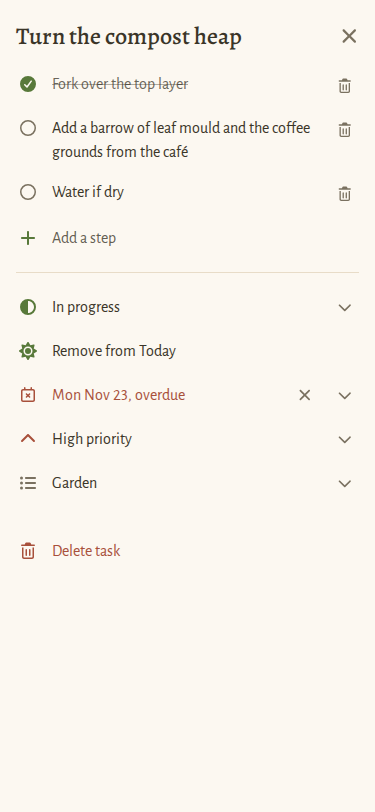 Turn the compost heap
Fork over the top layer
Add a barrow of leaf mould and the coffee
grounds from the café
Water if dry
Add a step
In progress
Remove from Today
Mon Nov 23, overdue
High priority
Garden
Delete task